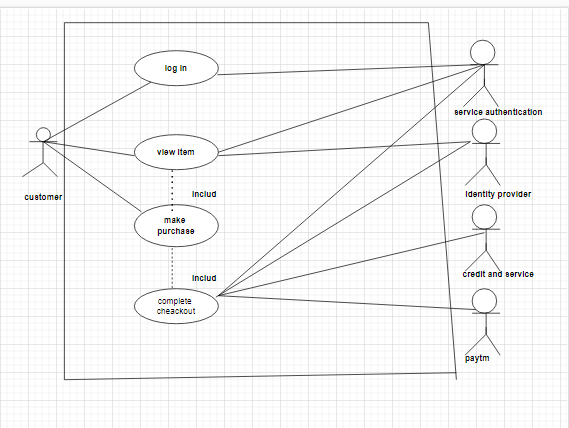 log in
service authentication
view item
Identity provider
includ
customer
make
purchase
credit and service
includ
complete
cheackout
paytm